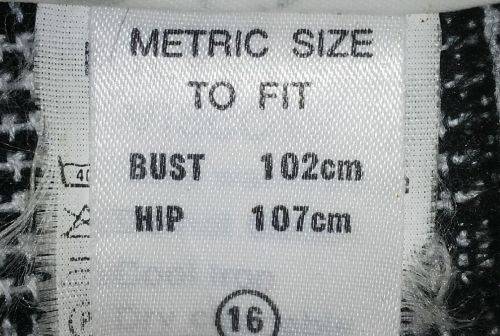 METRIC SIZE
TO FIT
BUST 102cm
HIP 107cm
16